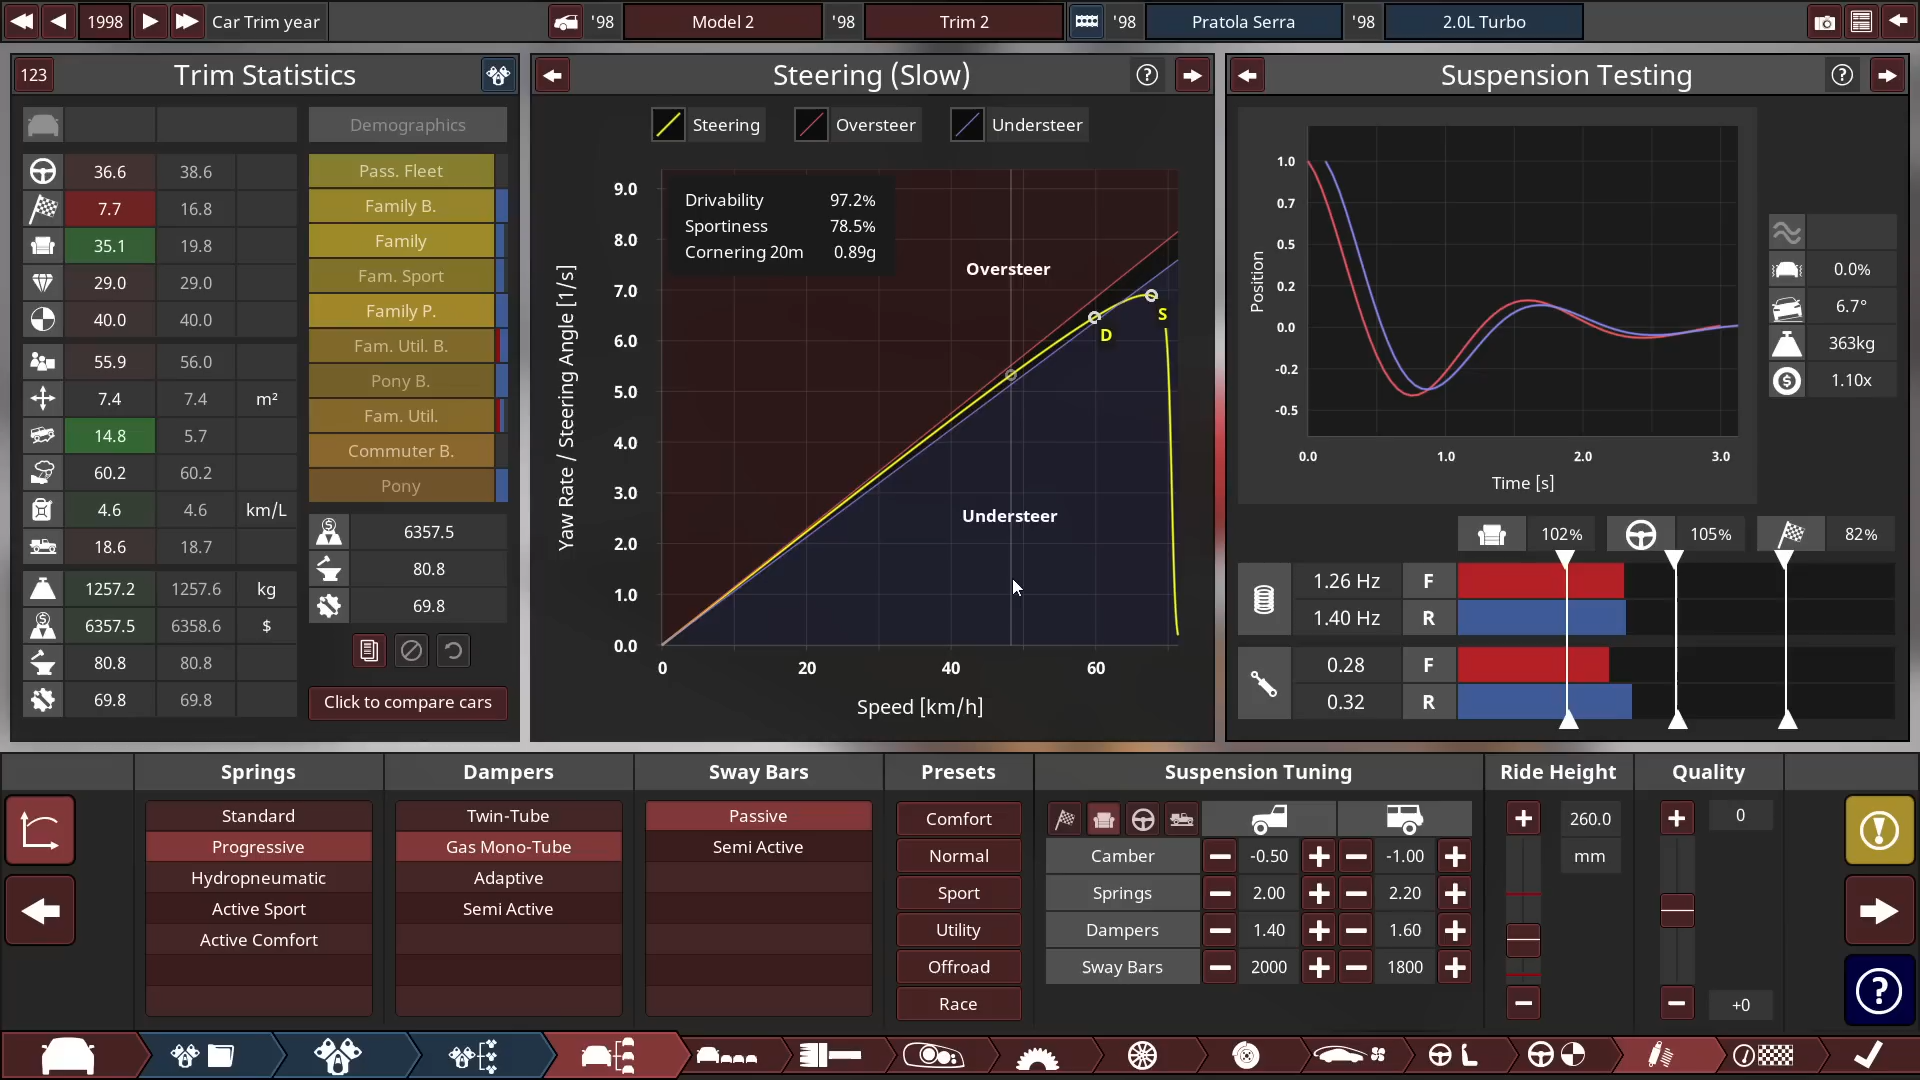 1998 Car Trim year '98 Model 2 '98 Trim 2 '98 Pratola Serra '98 2.0L Turbo
123 Trim Statistics
Demographics
36.6 38.6
7.7 16.8
35.1 19.8
29.0 29.0
40.0 40.0
55.9 56.0
7.4 7.4 m²
14.8 5.7
60.2 60.2
4.6 4.6 km/L
18.6 18.7
1257.2 1257.6 kg
6357.5 6358.6 $
80.8 80.8
69.8 69.8
Pass. Fleet
Family B.
Family
Fam. Sport
Family P.
Fam. Util. B.
Pony B.
Fam. Util.
Commuter B.
Pony
6357.5
80.8
69.8
Click to compare cars
Steering (Slow)
Steering Oversteer Understeer
Drivability 97.2%
Sportiness 78.5%
Cornering 20m 0.89g
Oversteer
Understeer
D
S
Yaw Rate / Steering Angle [1/s]
9.0
8.0
7.0
6.0
5.0
4.0
3.0
2.0
1.0
0.0
0 20 40 60
Speed [km/h]
Suspension Testing
Position
1.0
0.7
0.5
0.2
0.0
-0.2
-0.5
0.0 1.0 2.0 3.0
Time [s]
0.0%
6.7°
363kg
1.10x
102% 105% 82%
1.26 Hz F
1.40 Hz R
0.28 F
0.32 R
Springs
Standard
Progressive
Hydropneumatic
Active Sport
Active Comfort
Dampers
Twin-Tube
Gas Mono-Tube
Adaptive
Semi Active
Sway Bars
Passive
Semi Active
Presets
Comfort
Normal
Sport
Utility
Offroad
Race
Suspension Tuning
Camber -0.50 -1.00
Springs 2.00 2.20
Dampers 1.40 1.60
Sway Bars 2000 1800
Ride Height
260.0
mm
Quality
0
+0